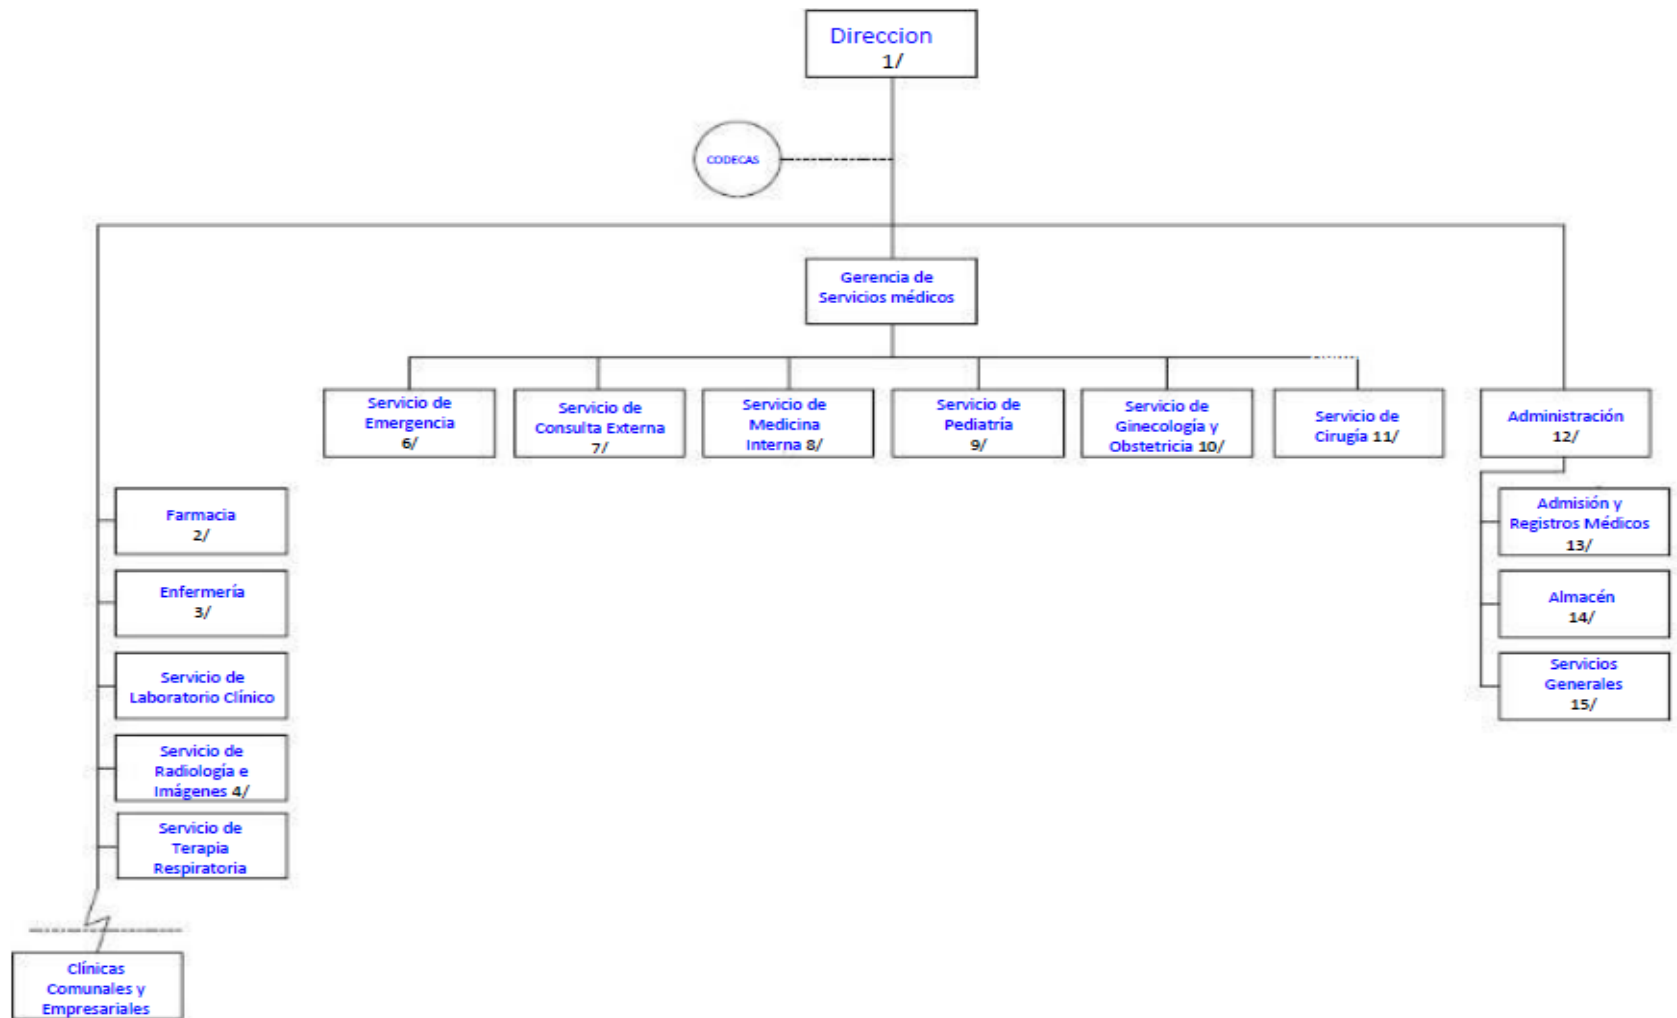 Direccion
1/
CODECAS
Gerencia de
Servicios médicos
Servicio de
Emergencia
6/
Servicio de
Consulta Externa
7/
Servicio de
Medicina
Interna 8/
Servicio de
Pediatría
9/
Servicio de
Ginecología y
Obstetricia 10/
Servicio de
Cirugía 11/
Administración
12/
Farmacia
2/
Enfermería
3/
Servicio de
Laboratorio Clínico
Servicio de
Radiología e
Imágenes 4/
Servicio de
Terapia
Respiratoria
Clínicas
Comunales y
Empresariales
Admisión y
Registros Médicos
13/
Almacén
14/
Servicios
Generales
15/